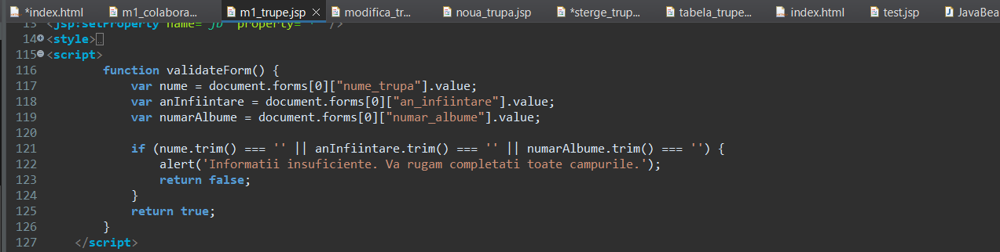 *index.html m1_colabora... m1_trupe.jsp modifica_tr... noua_trupa.jsp *sterge_trup... tabela_trupe... index.html test.jsp JavaBea
13 <jsp:setProperty name="jb" property="*" />
14 <style>
115 <script>
116 function validateForm() {
117 var nume = document.forms[0]["nume_trupa"].value;
118 var anInfiintare = document.forms[0]["an_infiintare"].value;
119 var numarAlbume = document.forms[0]["numar_albume"].value;
120
121 if (nume.trim() === '' || anInfiintare.trim() === '' || numarAlbume.trim() === '') {
122 alert('Informatii insuficiente. Va rugam completati toate campurile.');
123 return false;
124 }
125 return true;
126 }
127 </script>